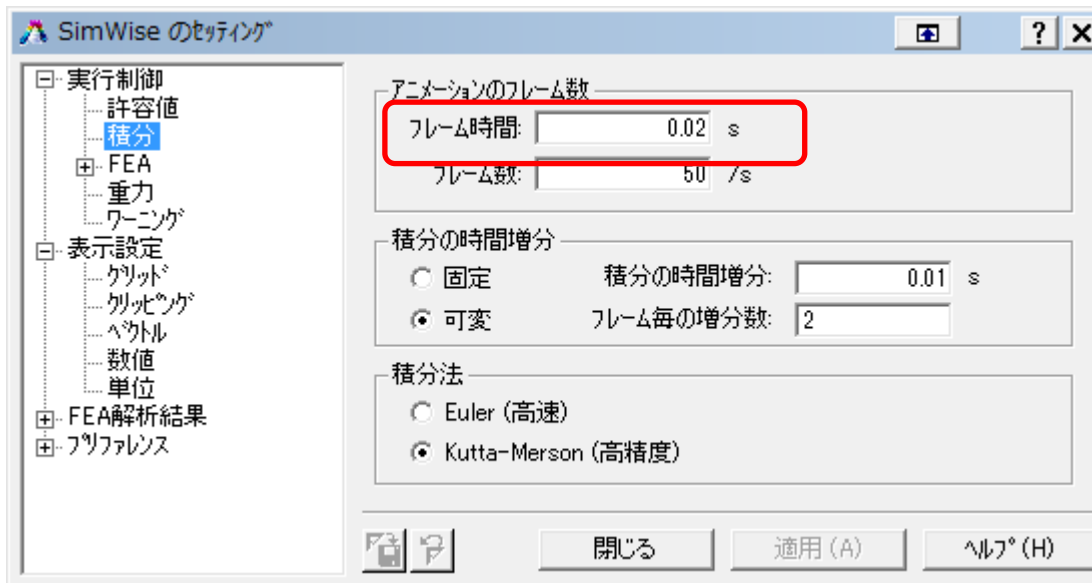 SimWise のｾｯﾃｨﾝｸﾞ
実行制御
許容値
積分
FEA
重力
ﾜｰﾆﾝｸﾞ
表示設定
ｸﾞﾘｯﾄﾞ
ｸﾘｯﾋﾟﾝｸﾞ
ﾍﾞｸﾄﾙ
数値
単位
FEA解析結果
ﾌﾟﾘﾌｧﾚﾝｽ
ｱﾆﾒｰｼｮﾝのﾌﾚｰﾑ数
ﾌﾚｰﾑ時間: 0.02 s
ﾌﾚｰﾑ数: 50 /s
積分の時間増分
固定 積分の時間増分: 0.01 s
可変 ﾌﾚｰﾑ毎の増分数: 2
積分法
Euler (高速)
Kutta-Merson (高精度)
閉じる 適用(A) ﾍﾙﾌﾟ(H)